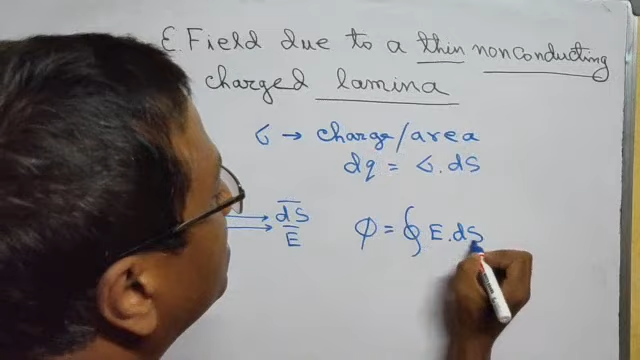 E. Field due to a thin nonconducting
charged lamina
σ → charge/area
dq = σ.dS
dS
E
φ = ∮ E.dS